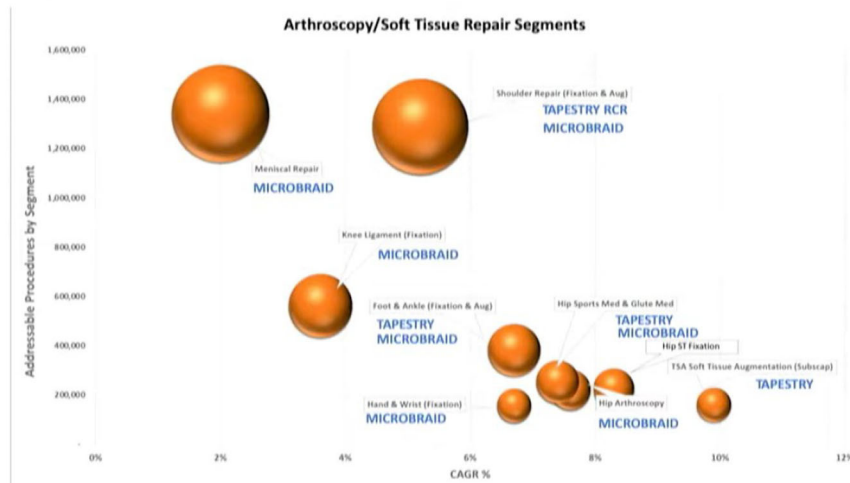 Arthroscopy/Soft Tissue Repair Segments
Addressable Procedures by Segment
1,600,000
1,400,000
1,200,000
1,000,000
800,000
600,000
400,000
200,000
-
Shoulder Repair (Fixation & Aug)
TAPESTRY RCR
MICROBRAID
Meniscal Repair
MICROBRAID
Knee Ligament (Fixation)
MICROBRAID
Foot & Ankle (Fixation & Aug)
TAPESTRY
MICROBRAID
Hip Sports Med & Glute Med
TAPESTRY
MICROBRAID
Hip ST Fixation
TSA Soft Tissue Augmentation (Subscap)
TAPESTRY
Hand & Wrist (Fixation)
MICROBRAID
Hip Arthroscopy
MICROBRAID
0%
2%
4%
6%
8%
10%
12%
CAGR %